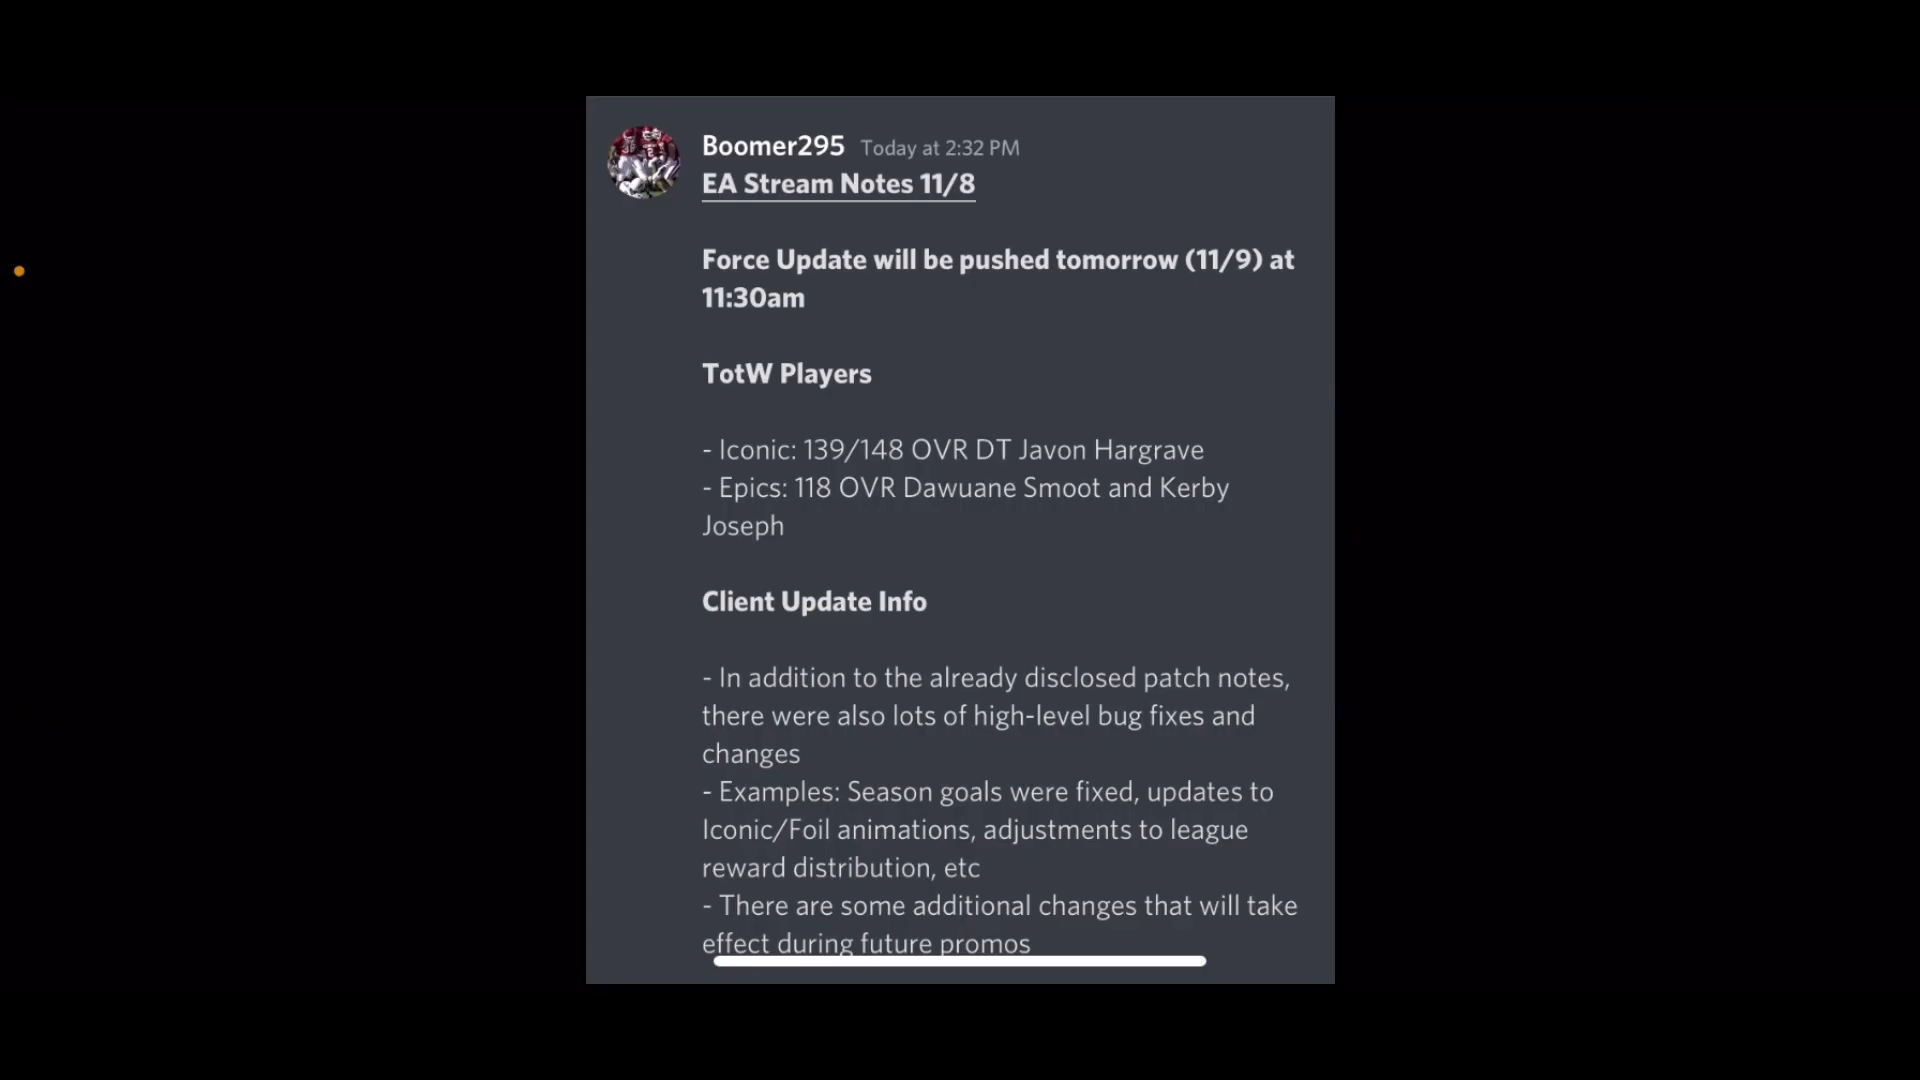 Boomer295 Today at 2:32 PM
EA Stream Notes 11/8
Force Update will be pushed tomorrow (11/9) at
11:30am
TotW Players
- Iconic: 139/148 OVR DT Javon Hargrave
- Epics: 118 OVR Dawuane Smoot and Kerby
Joseph
Client Update Info
- In addition to the already disclosed patch notes,
there were also lots of high-level bug fixes and
changes
- Examples: Season goals were fixed, updates to
Iconic/Foil animations, adjustments to league
reward distribution, etc
- There are some additional changes that will take
effect during future promos